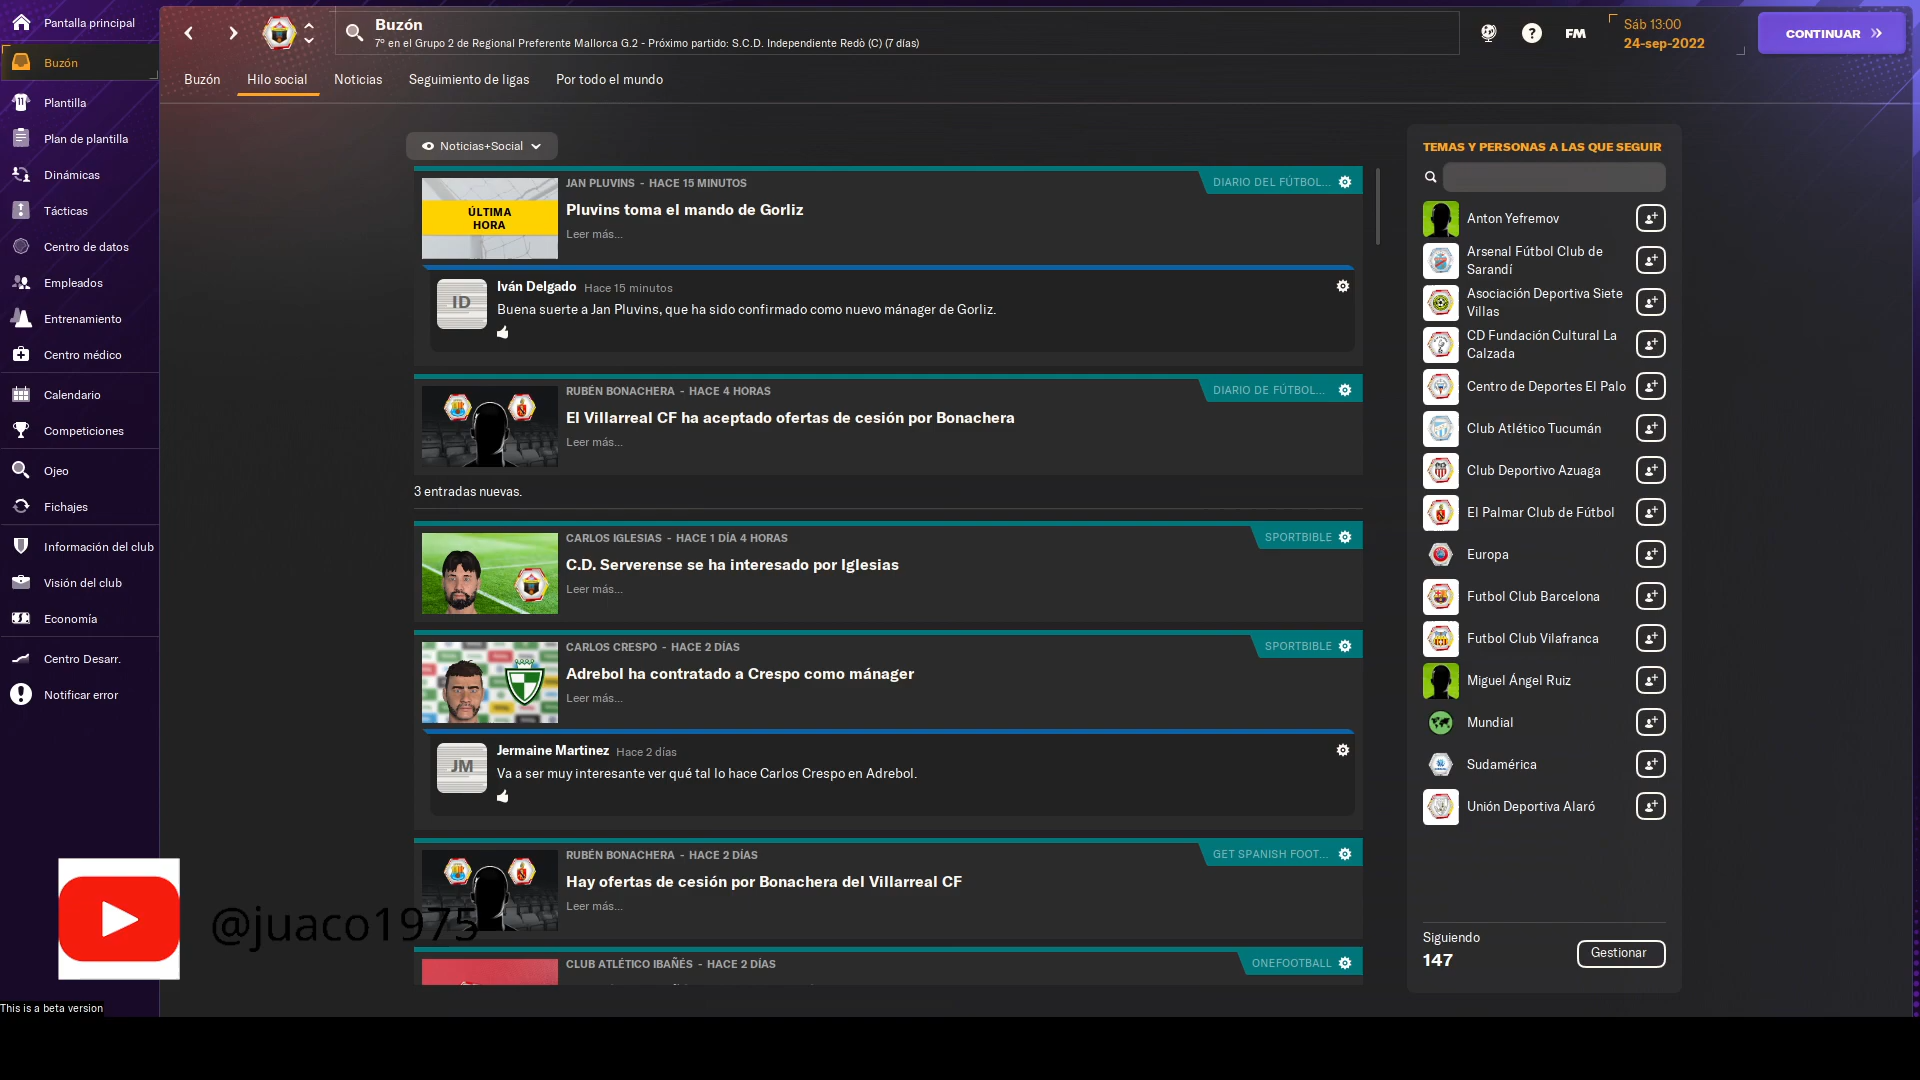 Pantalla principal
Buzón
Plantilla
Plan de plantilla
Dinámicas
Tácticas
Centro de datos
Empleados
Entrenamiento
Centro médico
Calendario
Competiciones
Ojeo
Fichajes
Información del club
Visión del club
Economía
Centro Desarr.
Notificar error
Buzón
7º en el Grupo 2 de Regional Preferente Mallorca G.2 - Próximo partido: S.C.D. Independiente Redò (C) (7 días)
FM
Sáb 13:00
24-sep-2022
CONTINUAR
Buzón
Hilo social
Noticias
Seguimiento de ligas
Por todo el mundo
Noticias+Social
ÚLTIMA
HORA
JAN PLUVINS - HACE 15 MINUTOS
DIARIO DEL FÚTBOL...
Pluvins toma el mando de Gorliz
Leer más...
ID
Iván Delgado Hace 15 minutos
Buena suerte a Jan Pluvins, que ha sido confirmado como nuevo mánager de Gorliz.
RUBÉN BONACHERA - HACE 4 HORAS
DIARIO DE FÚTBOL...
El Villarreal CF ha aceptado ofertas de cesión por Bonachera
Leer más...
3 entradas nuevas.
CARLOS IGLESIAS - HACE 1 DÍA 4 HORAS
SPORTBIBLE
C.D. Serverense se ha interesado por Iglesias
Leer más...
CARLOS CRESPO - HACE 2 DÍAS
SPORTBIBLE
Adrebol ha contratado a Crespo como mánager
Leer más...
JM
Jermaine Martinez Hace 2 días
Va a ser muy interesante ver qué tal lo hace Carlos Crespo en Adrebol.
RUBÉN BONACHERA - HACE 2 DÍAS
GET SPANISH FOOT...
Hay ofertas de cesión por Bonachera del Villarreal CF
Leer más...
CLUB ATLÉTICO IBAÑÉS - HACE 2 DÍAS
ONEFOOTBALL
TEMAS Y PERSONAS A LAS QUE SEGUIR
Anton Yefremov
Arsenal Fútbol Club de
Sarandí
Asociación Deportiva Siete
Villas
CD Fundación Cultural La
Calzada
Centro de Deportes El Palo
Club Atlético Tucumán
Club Deportivo Azuaga
El Palmar Club de Fútbol
Europa
Futbol Club Barcelona
Futbol Club Vilafranca
Miguel Ángel Ruiz
Mundial
Sudamérica
Unión Deportiva Alaró
Siguiendo
147
Gestionar
@juaco1975
This is a beta version